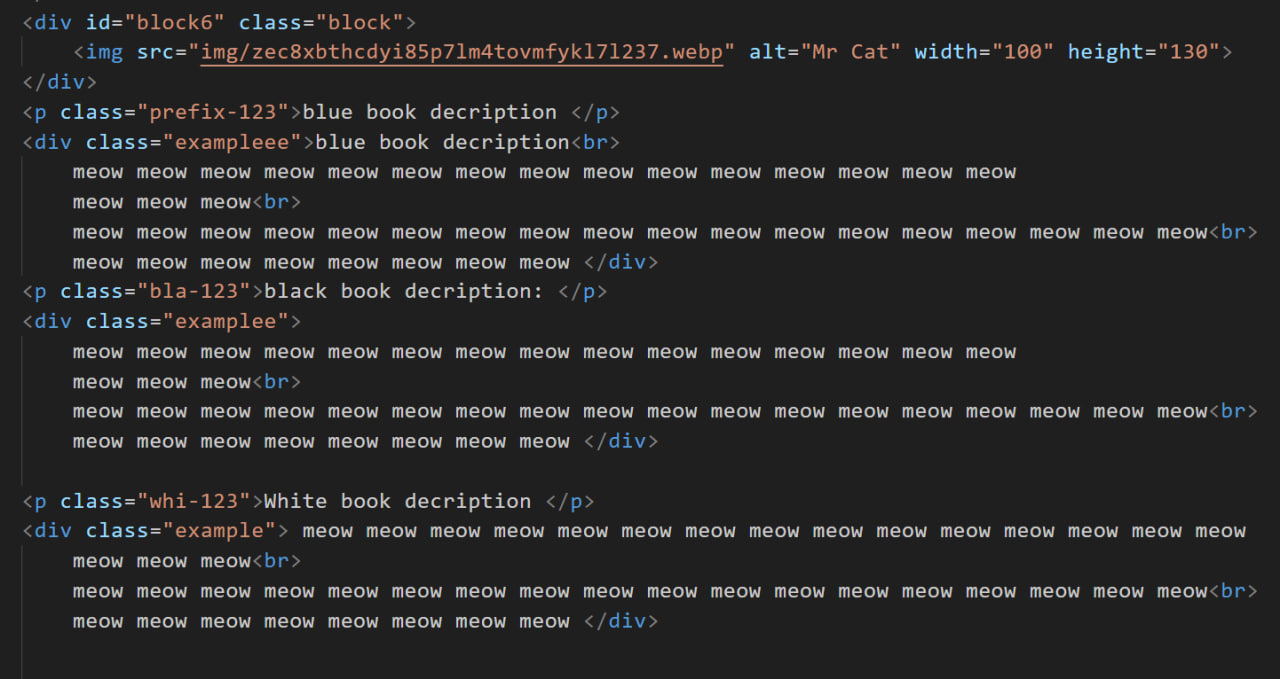 <div id="block6" class="block">
<img src="img/zec8xbthcdyi85p7lm4tovmfykl7l237.webp" alt="Mr Cat" width="100" height="130">
</div>
<p class="prefix-123">blue book decription </p>
<div class="exampleee">blue book decription<br>
meow meow meow meow meow meow meow meow meow meow meow meow meow meow meow
meow meow meow<br>
meow meow meow meow meow meow meow meow meow meow meow meow meow meow meow meow meow meow<br>
meow meow meow meow meow meow meow meow </div>
<p class="bla-123">black book decription: </p>
<div class="examplee">
meow meow meow meow meow meow meow meow meow meow meow meow meow meow meow
meow meow meow<br>
meow meow meow meow meow meow meow meow meow meow meow meow meow meow meow meow meow meow<br>
meow meow meow meow meow meow meow meow </div>
<p class="whi-123">White book decription </p>
<div class="example"> meow meow meow meow meow meow meow meow meow meow meow meow meow meow meow
meow meow meow<br>
meow meow meow meow meow meow meow meow meow meow meow meow meow meow meow meow meow meow<br>
meow meow meow meow meow meow meow meow </div>